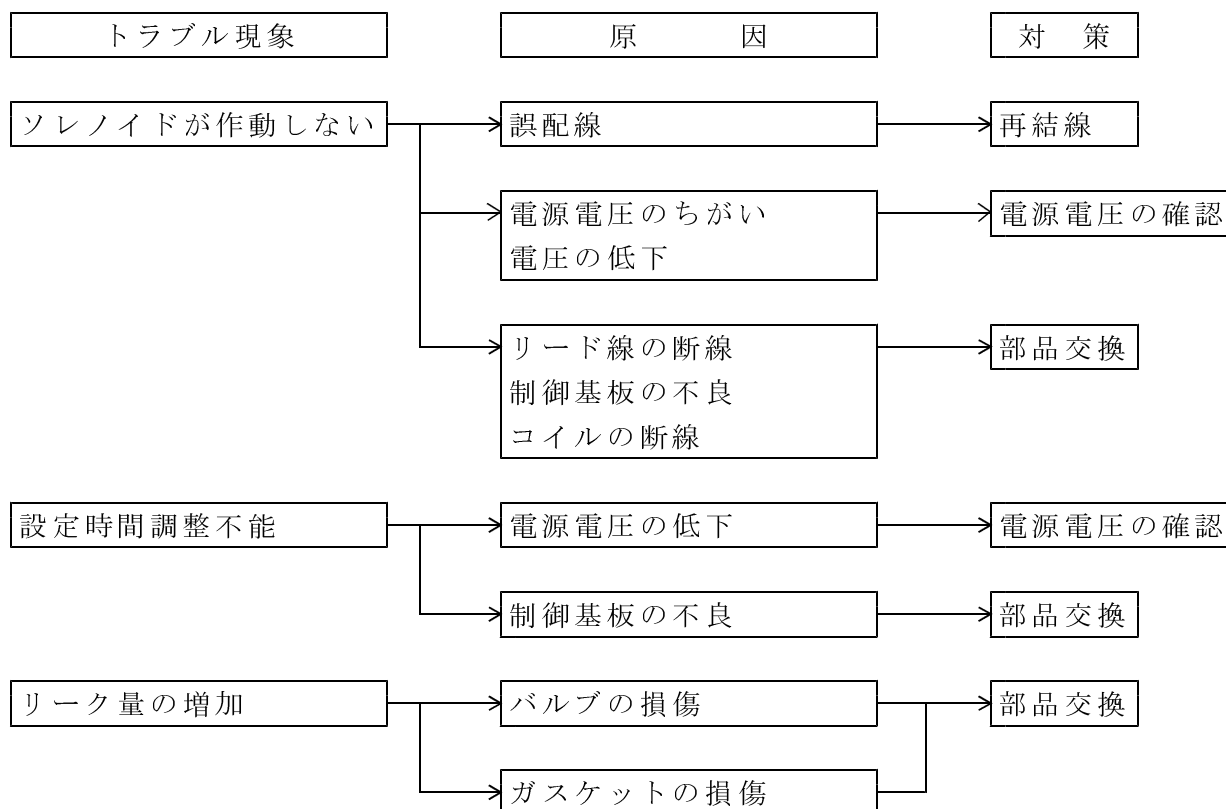 トラブル現象
原　因
対　策
ソレノイドが作動しない
誤配線
再結線
電源電圧のちがい
電圧の低下
電源電圧の確認
リード線の断線
制御基板の不良
コイルの断線
部品交換
設定時間調整不能
電源電圧の低下
電源電圧の確認
制御基板の不良
部品交換
リーク量の増加
バルブの損傷
部品交換
ガスケットの損傷